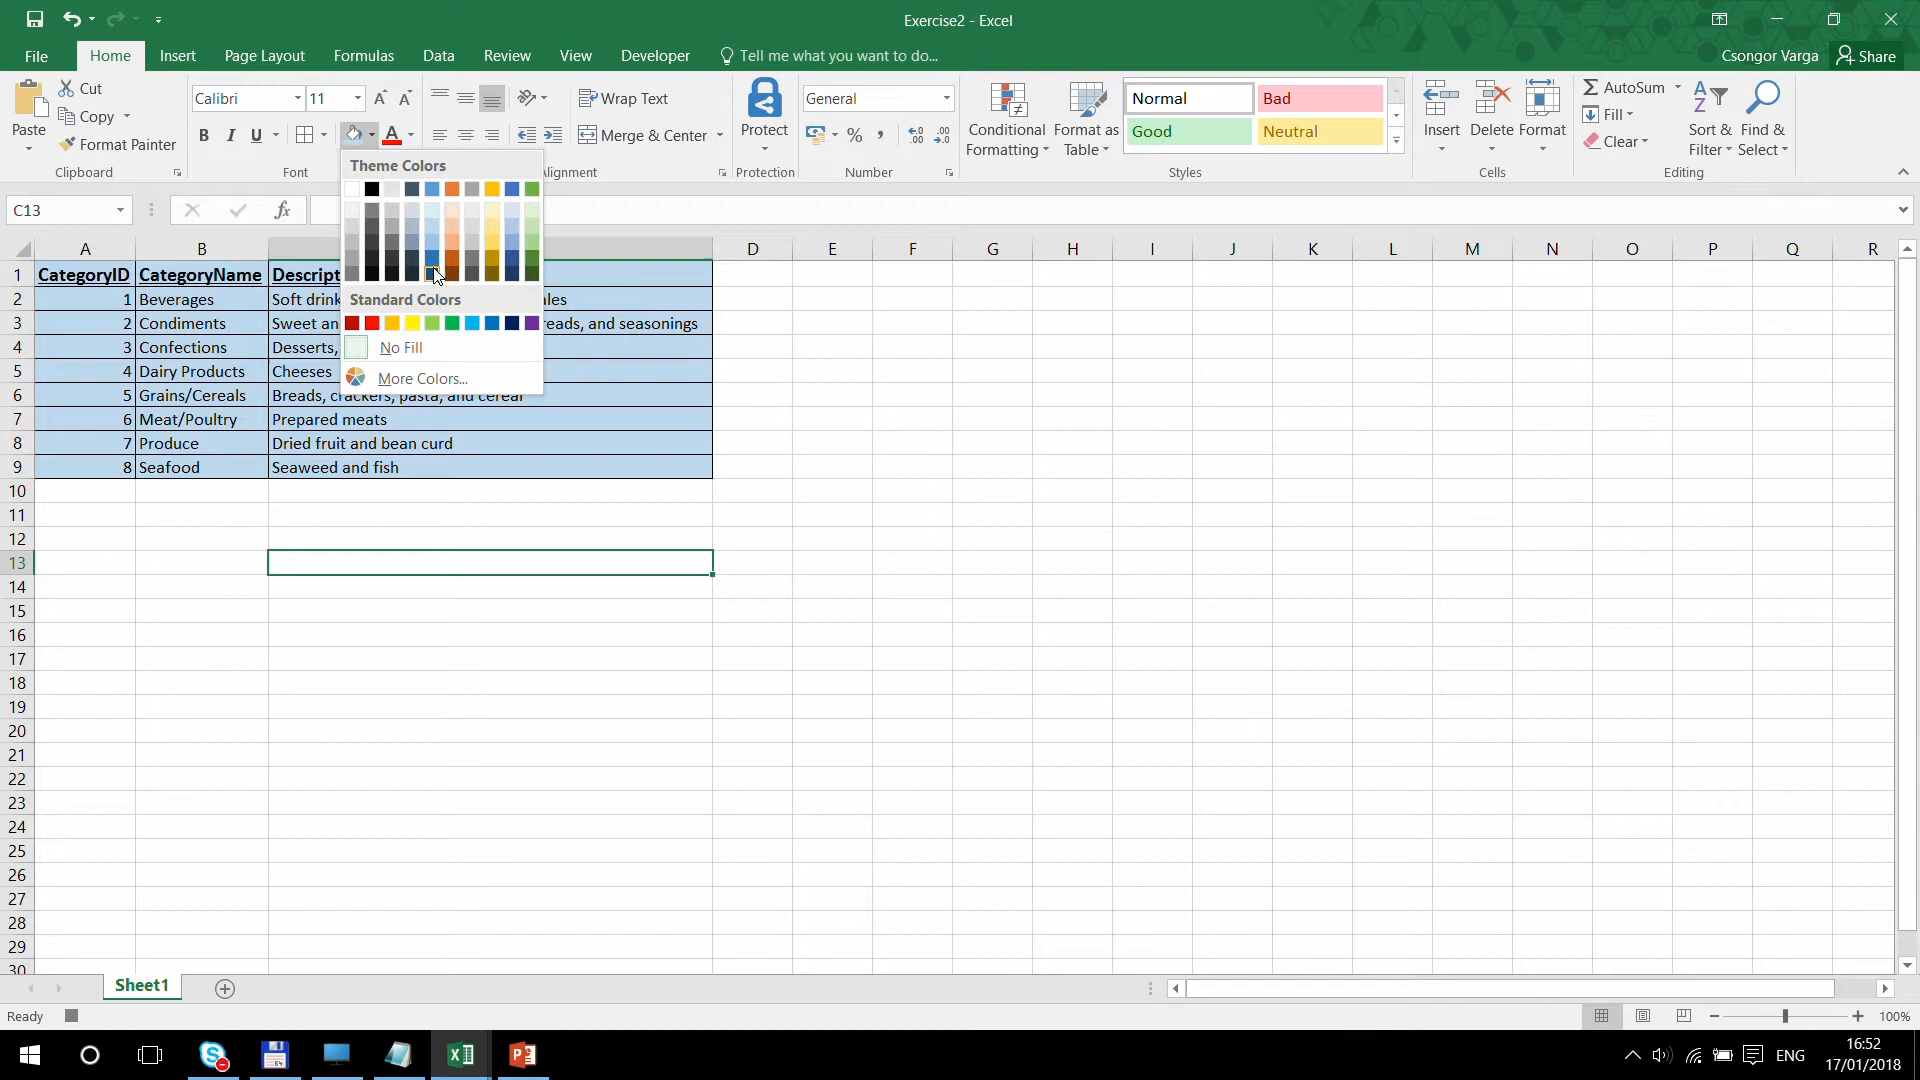 Exercise2 - Excel
File Home Insert Page Layout Formulas Data Review View Developer Tell me what you want to do... Csongor Varga Share
Paste Cut Copy Format Painter
Clipboard
Calibri 11
B I U A
Font
Wrap Text
Merge & Center
Alignment
Protect
Protection
General
%
Number
Conditional Formatting Format as Table
Normal Bad
Good Neutral
Styles
Insert Delete Format
Cells
AutoSum
Fill
Clear
Sort & Filter Find & Select
Editing
C13 fx
Theme Colors
Standard Colors
No Fill
More Colors...
A B D E F G H I J K L M N O P Q R
1 CategoryID CategoryName Descript
2 1 Beverages Soft drink ales
3 2 Condiments Sweet an reads, and seasonings
4 3 Confections Desserts,
5 4 Dairy Products Cheeses
6 5 Grains/Cereals Breads, crackers, pasta, and cereal
7 6 Meat/Poultry Prepared meats
8 7 Produce Dried fruit and bean curd
9 8 Seafood Seaweed and fish
10
11
12
13
14
15
16
17
18
19
20
21
22
23
24
25
26
27
28
29
30
Sheet1
Ready 100%
ENG 16:52
17/01/2018